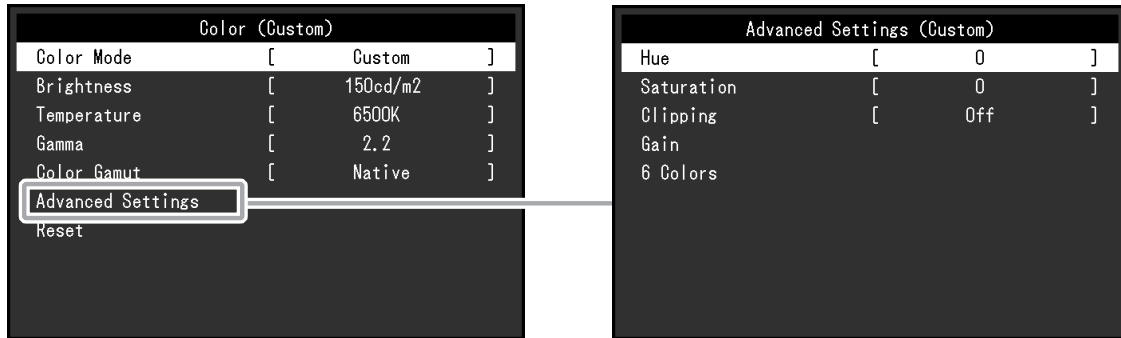 Color (Custom)
Color Mode [ Custom ]
Brightness [ 150cd/m2 ]
Temperature [ 6500K ]
Gamma [ 2.2 ]
Color Gamut [ Native ]
Advanced Settings
Reset
Advanced Settings (Custom)
Hue [ 0 ]
Saturation [ 0 ]
Clipping [ Off ]
Gain
6 Colors